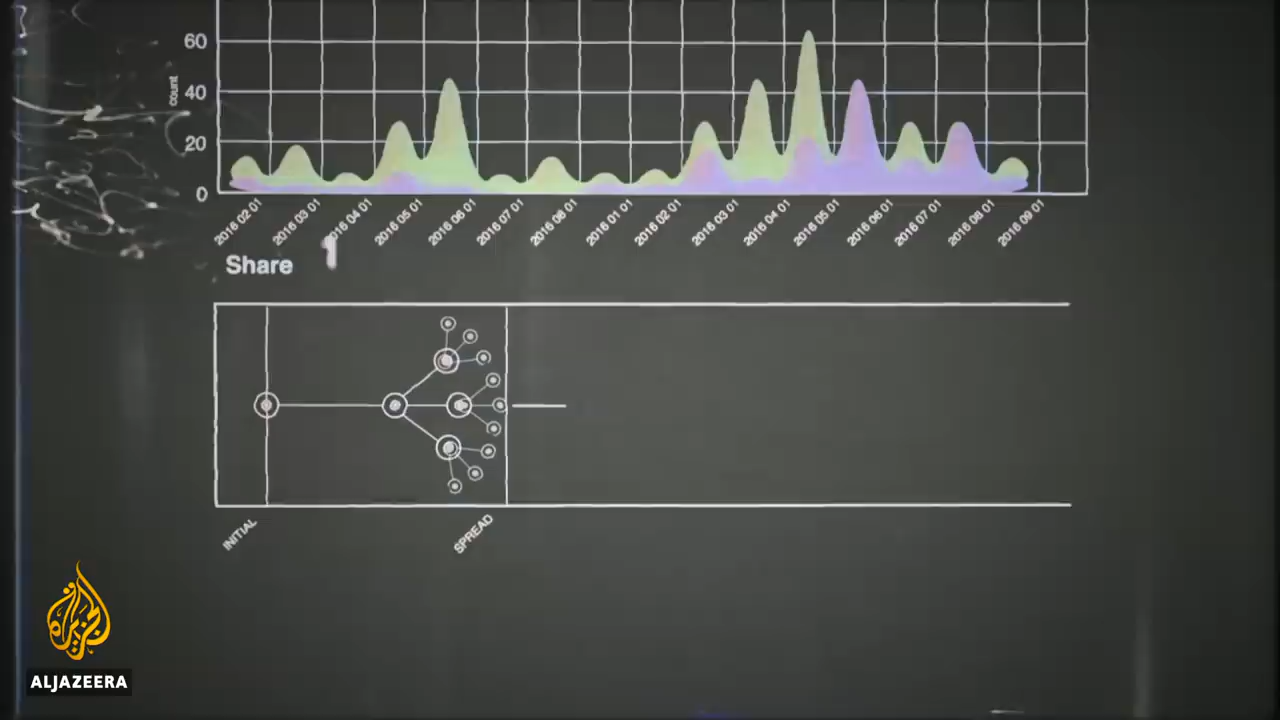 60
40
20
0
count
2016 02 01
2016 03 01
2016 04 01
2016 05 01
2016 06 01
2016 07 01
2016 08 01
2016 01 01
2016 02 01
2016 03 01
2016 04 01
2016 05 01
2016 06 01
2016 07 01
2016 08 01
2016 09 01
Share
1
INITIAL
SPREAD
الجزيرة
ALJAZEERA